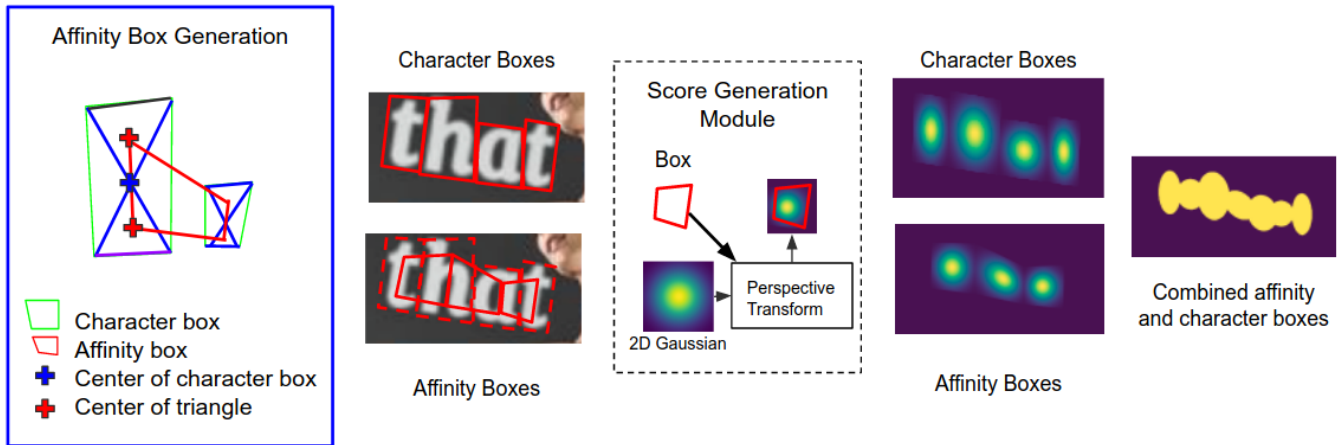 Affinity Box Generation
Character box
Affinity box
Center of character box
Center of triangle
Character Boxes
that
that
Affinity Boxes
Score Generation
Module
Box
2D Gaussian
Perspective
Transform
Character Boxes
Affinity Boxes
Combined affinity
and character boxes